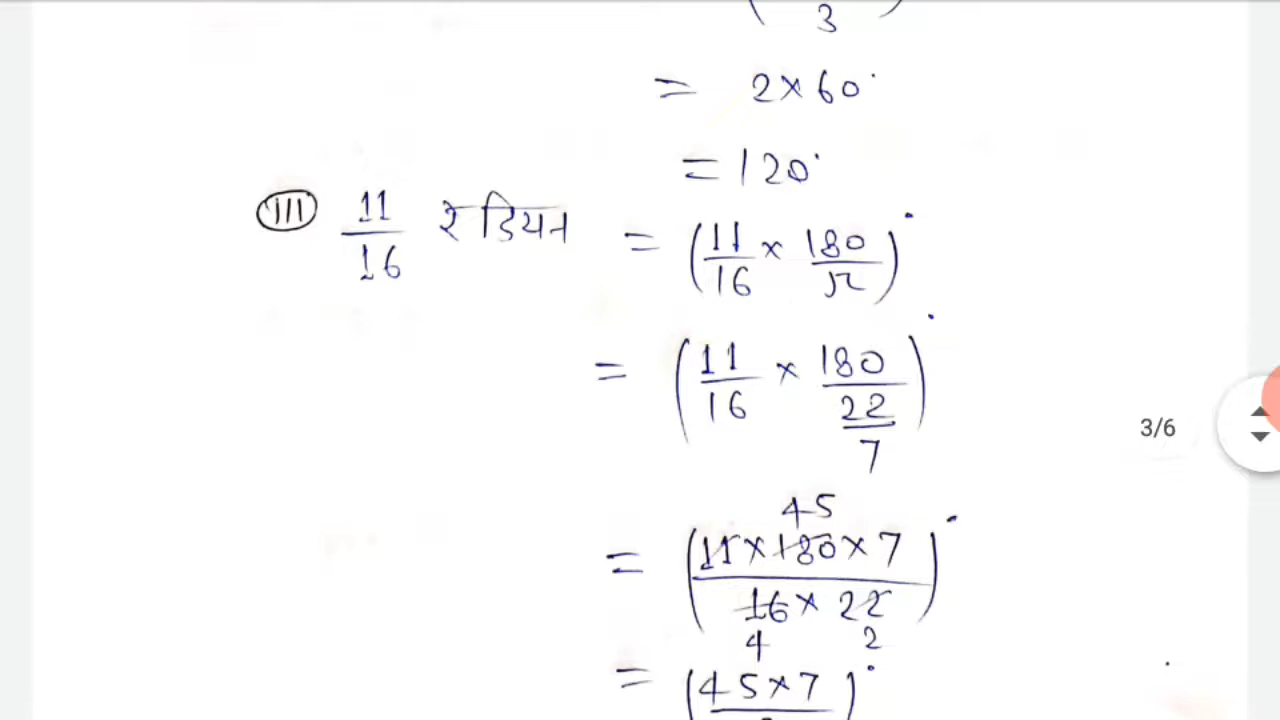 3
= 2×60°
= 120°
(III) 11/16 रेडियन = (11/16 × 180/π)°
= (11/16 × 180/(22/7))°
3/6
45
= (11×180×7 / 16×22)°
4 2
= (45×7